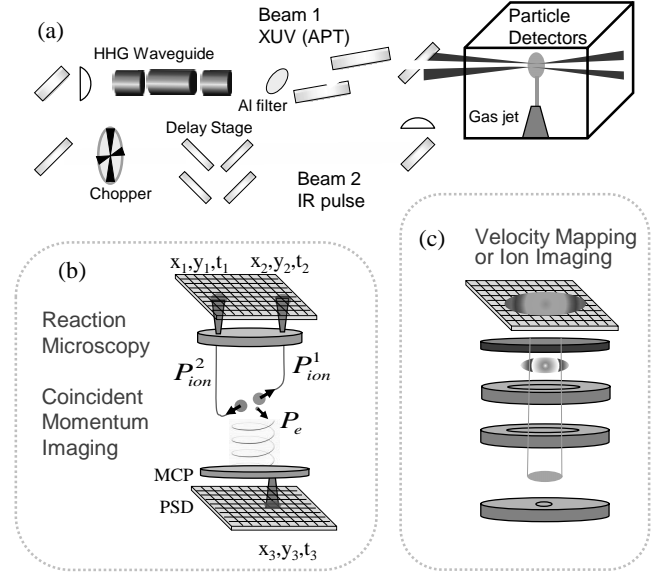 (a)
Beam 1
XUV (APT)
Particle
Detectors
HHG Waveguide
Al filter
Gas jet
Delay Stage
Chopper
Beam 2
IR pulse
(b)
x1,y1,t1 x2,y2,t2
Reaction
Microscopy
P²ion P¹ion
Coincident
Momentum
Imaging
Pe
MCP
PSD
x3,y3,t3
(c)
Velocity Mapping
or Ion Imaging